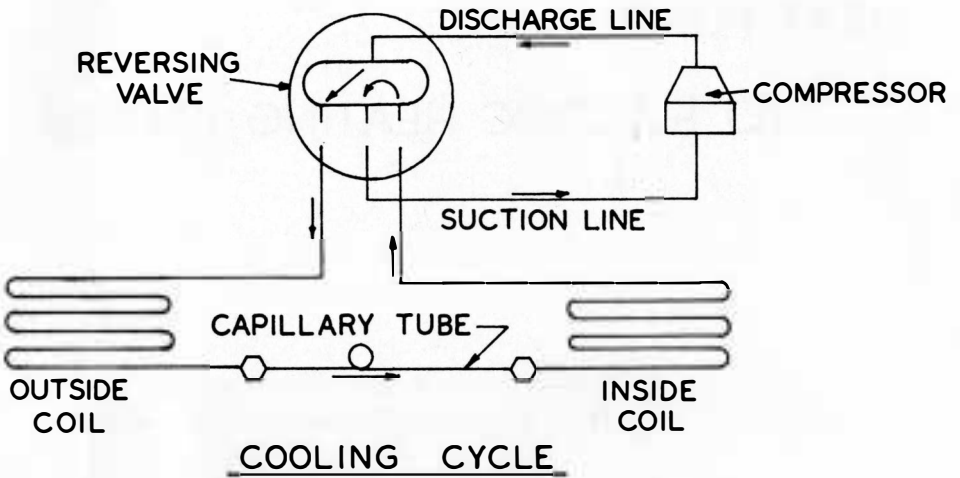 DISCHARGE LINE
REVERSING
VALVE
COMPRESSOR
SUCTION LINE
CAPILLARY TUBE
OUTSIDE
COIL
INSIDE
COIL
COOLING CYCLE